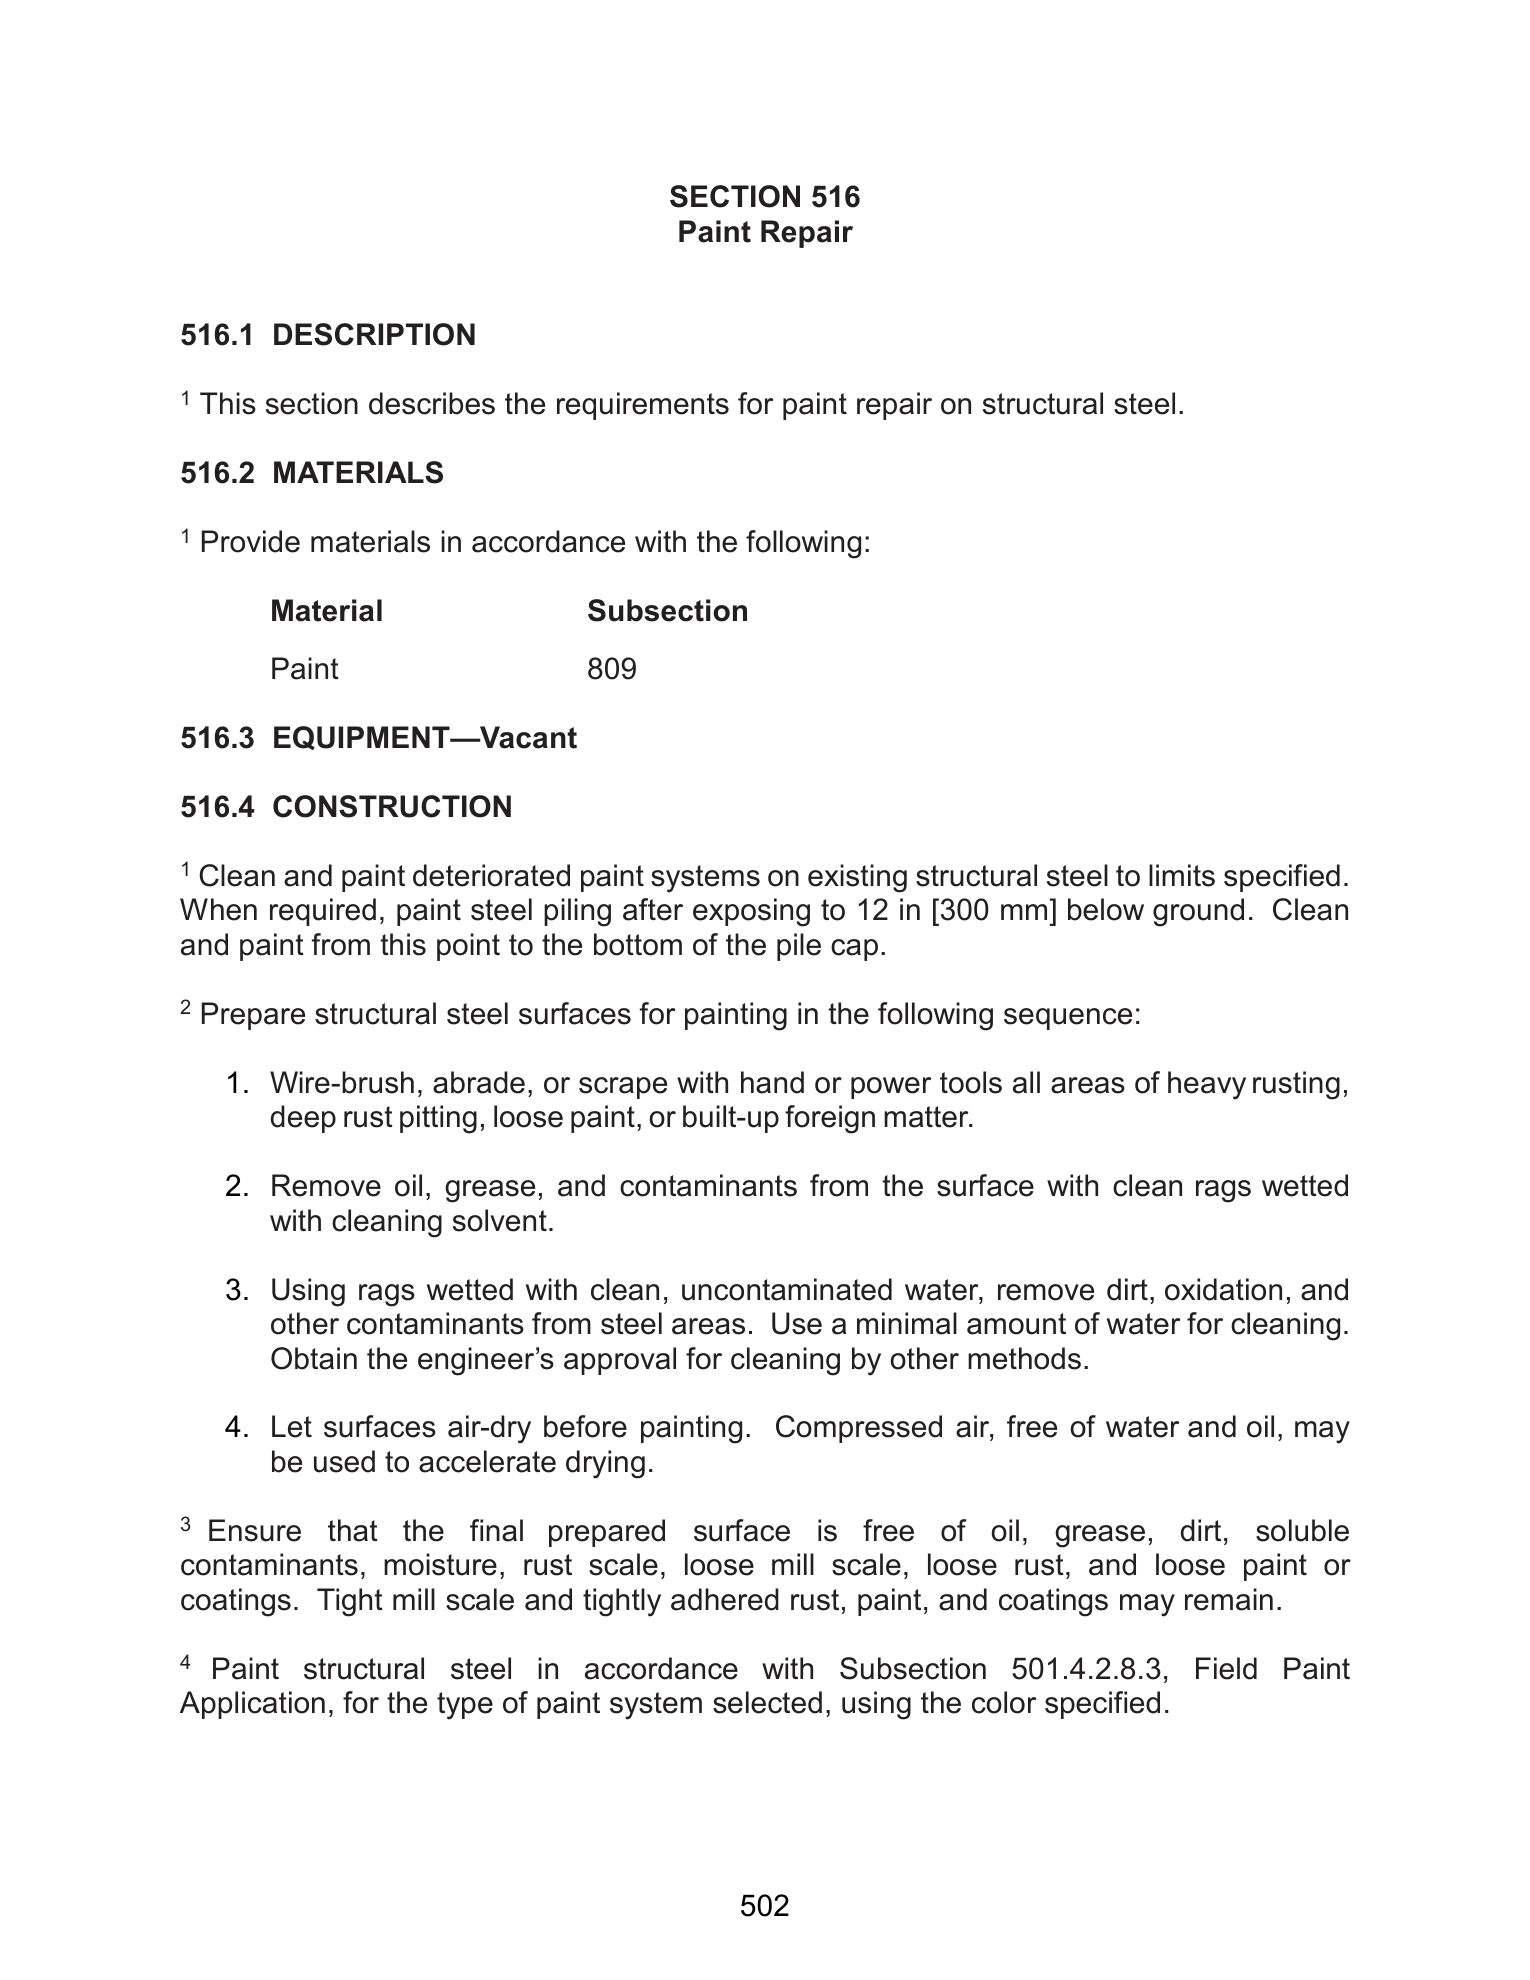 SECTION 516
Paint Repair
516.1 DESCRIPTION
1 This section describes the requirements for paint repair on structural steel.
516.2 MATERIALS
1 Provide materials in accordance with the following:
Material Subsection
Paint 809
516.3 EQUIPMENT—Vacant
516.4 CONSTRUCTION
1 Clean and paint deteriorated paint systems on existing structural steel to limits specified.
When required, paint steel piling after exposing to 12 in [300 mm] below ground. Clean
and paint from this point to the bottom of the pile cap.
2 Prepare structural steel surfaces for painting in the following sequence:
1. Wire-brush, abrade, or scrape with hand or power tools all areas of heavy rusting,
deep rust pitting, loose paint, or built-up foreign matter.
2. Remove oil, grease, and contaminants from the surface with clean rags wetted
with cleaning solvent.
3. Using rags wetted with clean, uncontaminated water, remove dirt, oxidation, and
other contaminants from steel areas. Use a minimal amount of water for cleaning.
Obtain the engineer’s approval for cleaning by other methods.
4. Let surfaces air-dry before painting. Compressed air, free of water and oil, may
be used to accelerate drying.
3 Ensure that the final prepared surface is free of oil, grease, dirt, soluble
contaminants, moisture, rust scale, loose mill scale, loose rust, and loose paint or
coatings. Tight mill scale and tightly adhered rust, paint, and coatings may remain.
4 Paint structural steel in accordance with Subsection 501.4.2.8.3, Field Paint
Application, for the type of paint system selected, using the color specified.
502